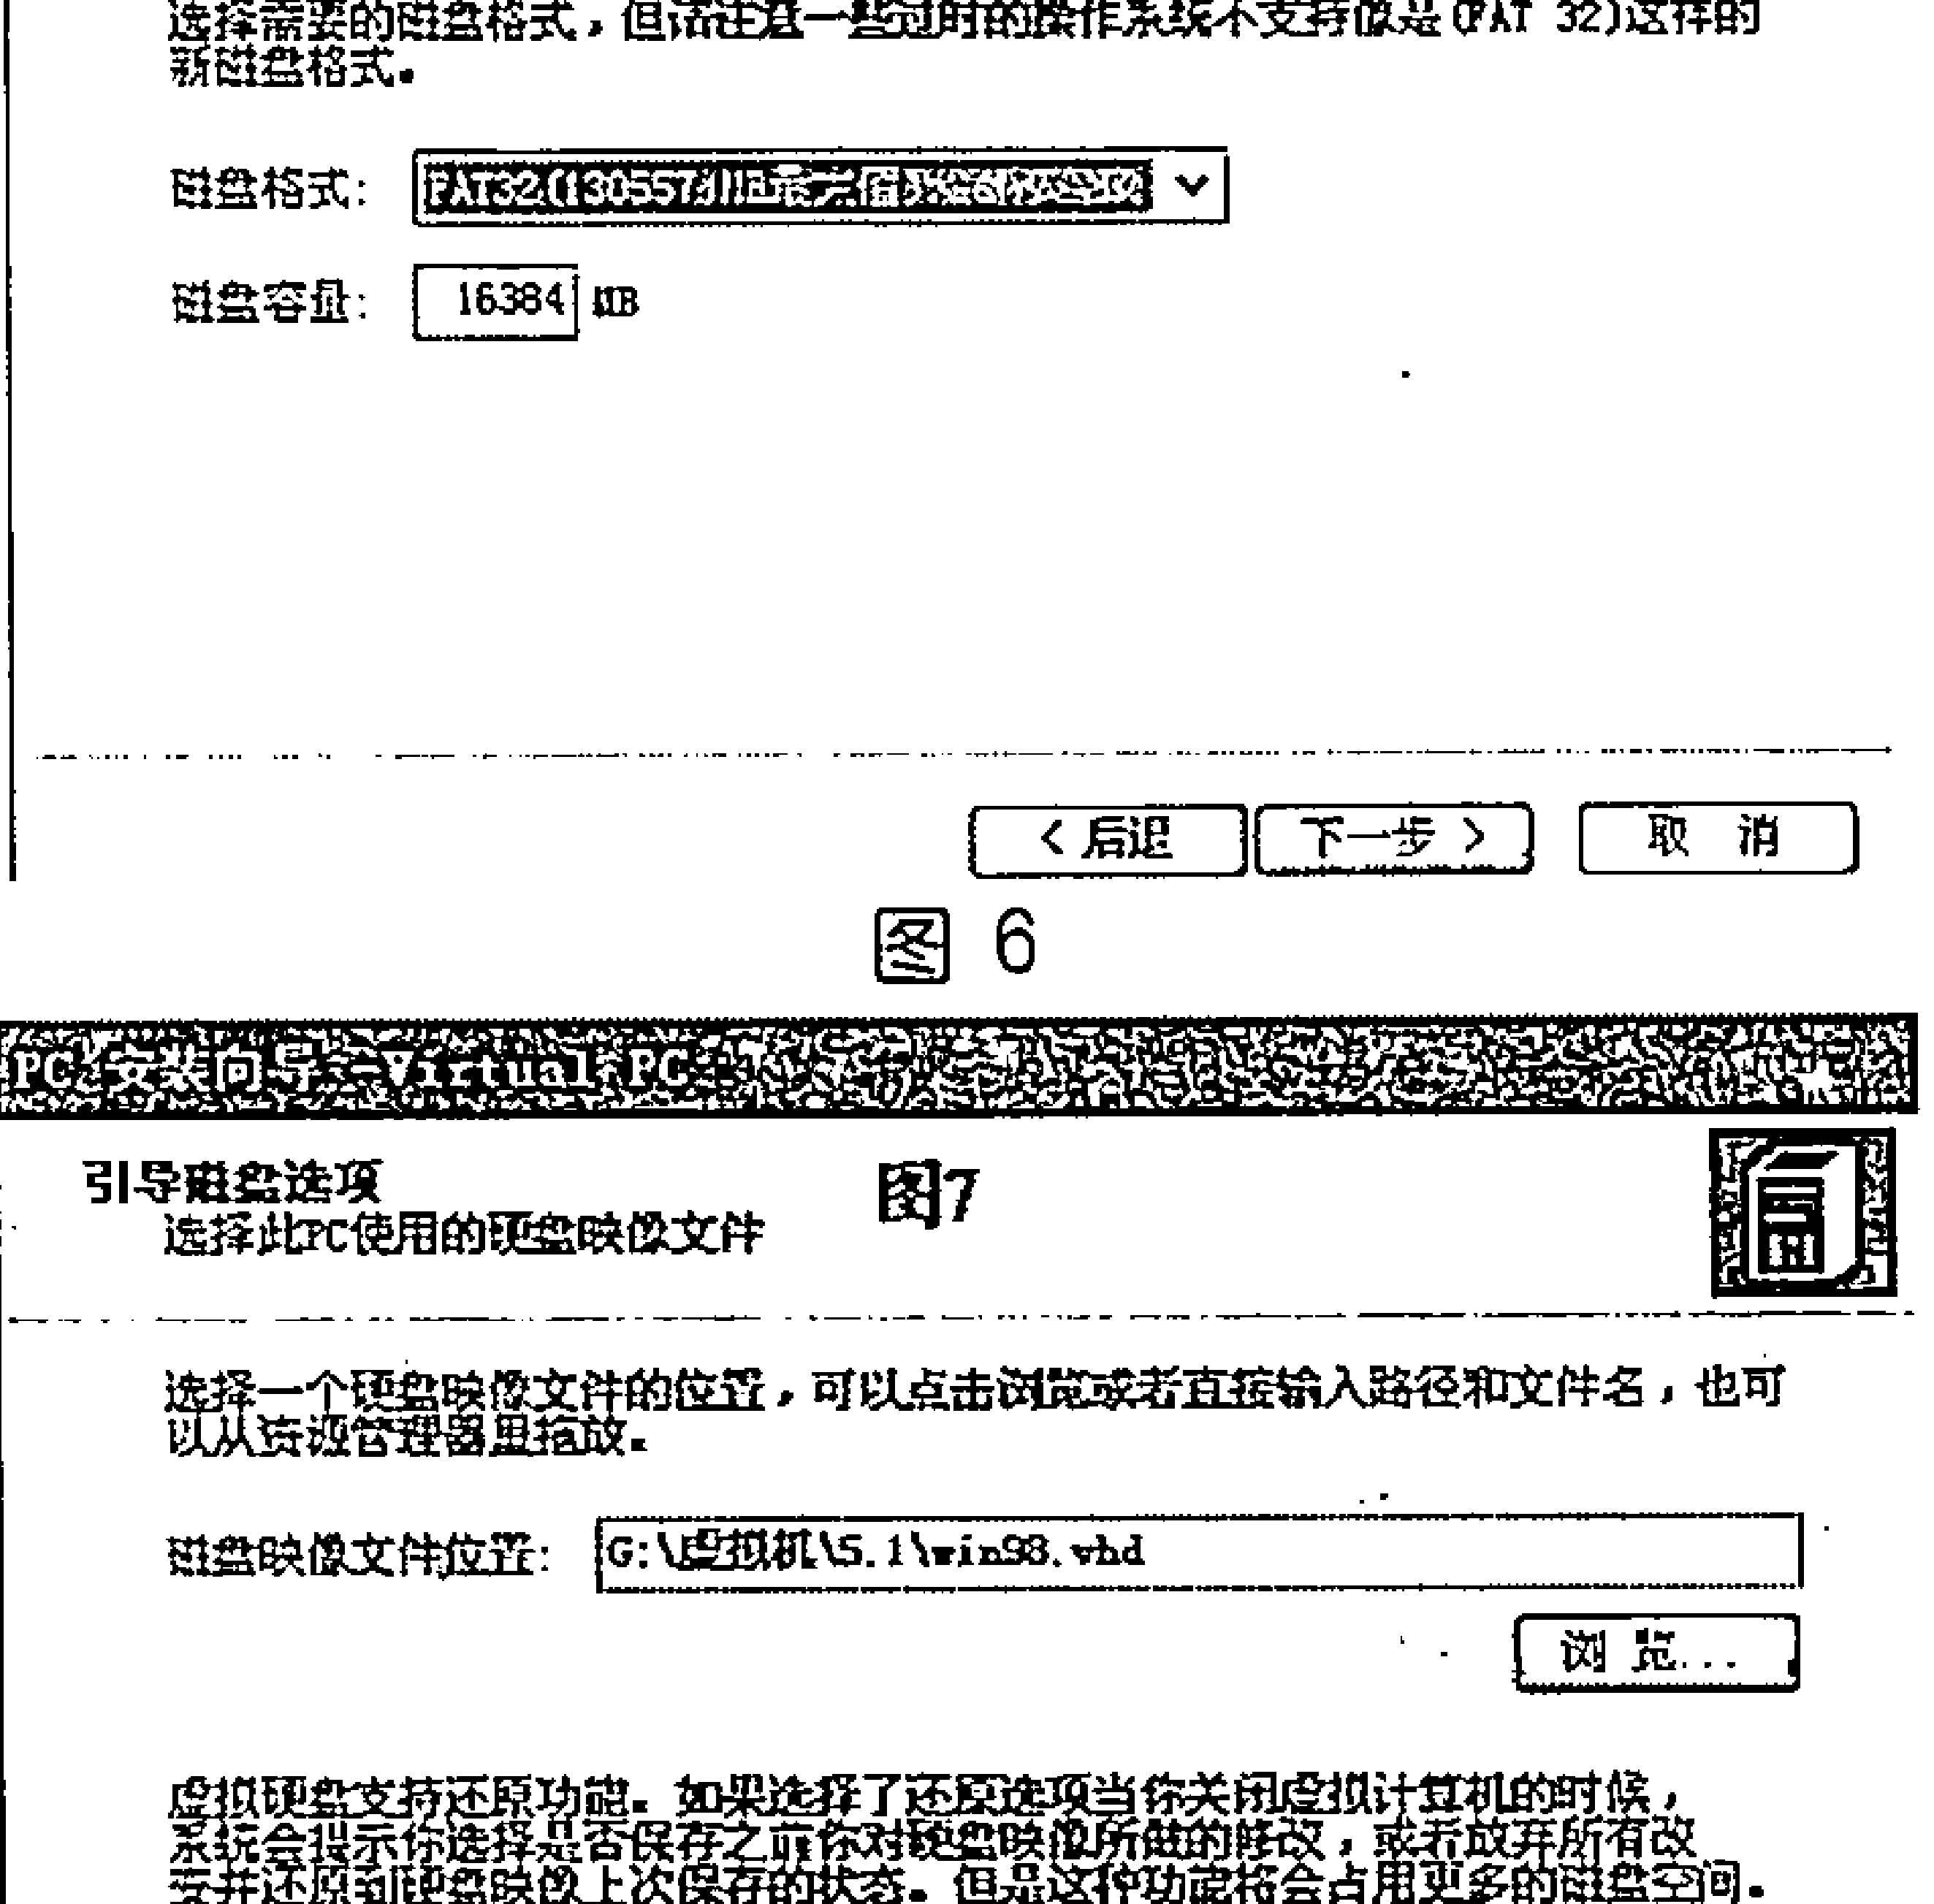 选择需要的磁盘格式，但请注意一些过时的操作系统不支持像是(FAT 32)这样的
新磁盘格式。
磁盘格式:
FAT32(130557
磁盘容量: 16384 MB
< 后退 下一步 > 取 消
图 6
PC 安装向导 - Virtual PC
引导磁盘选项
图7
选择此PC使用的硬盘映像文件
选择一个硬盘映像文件的位置，可以点击浏览或者直接输入路径和文件名，也可
以从资源管理器里拖放。
磁盘映像文件位置: G:\虚拟机\5.1\win98.vhd
浏 览...
虚拟硬盘支持还原功能。如果选择了还原选项当你关闭虚拟计算机的时候，
系统会提示你选择是否保存之前你对硬盘映像所做的修改，或者放弃所有改
变并还原到硬盘映像上次保存的状态。但是这种功能将会占用更多的磁盘空间。